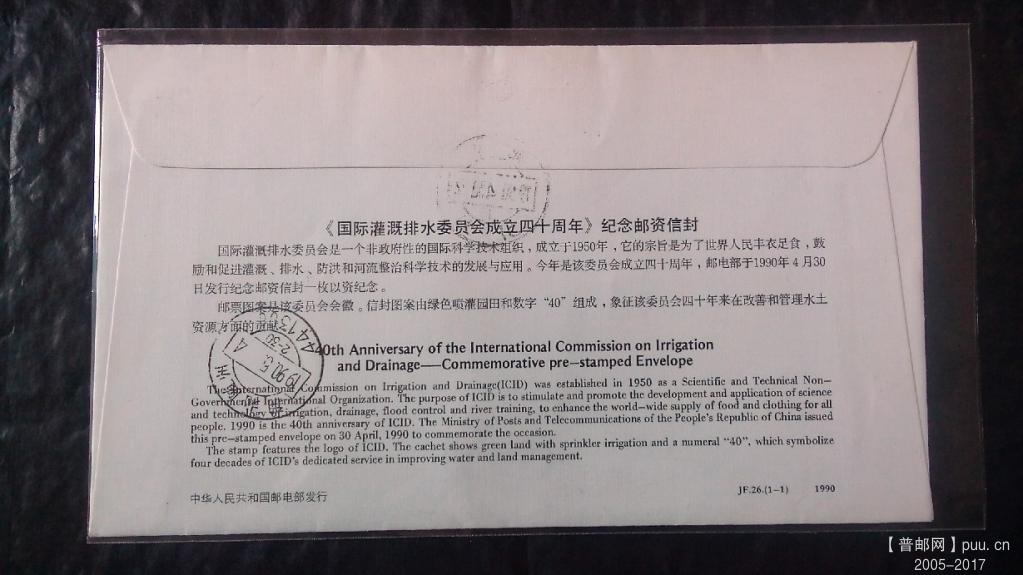 《国际灌溉排水委员会成立四十周年》纪念邮资信封
国际灌溉排水委员会是一个非政府性的国际科学技术组织，成立于1950年，它的宗旨是为了世界人民丰衣足食，鼓
励和促进灌溉、排水、防洪和河流整治科学技术的发展与应用。今年是该委员会成立四十周年，邮电部于1990年4月30
日发行纪念邮资信封一枚以资纪念。
邮票图案是该委员会会徽。信封图案由绿色喷灌园田和数字“40”组成，象征该委员会四十年来在改善和管理水土
资源方面的贡献
40th Anniversary of the International Commission on Irrigation
and Drainage——Commemorative pre—stamped Envelope
The International Commission on Irrigation and Drainage(ICID) was established in 1950 as a Scientific and Technical Non—
Governmental International Organization. The purpose of ICID is to stimulate and promote the development and application of science
and technology of irrigation, drainage, flood control and river training, to enhance the world—wide supply of food and clothing for all
people. 1990 is the 40th anniversary of ICID. The Ministry of Posts and Telecommunications of the People's Republic of China issued
this pre—stamped envelope on 30 April, 1990 to commemorate the occasion.
The stamp features the logo of ICID. The cachet shows green land with sprinkler irrigation and a numeral “40”, which symbolize
four decades of ICID's dedicated service in improving water and land management.
中华人民共和国邮电部发行
JF.26.(1—1) 1990
【普邮网】puu.cn
2005-2017